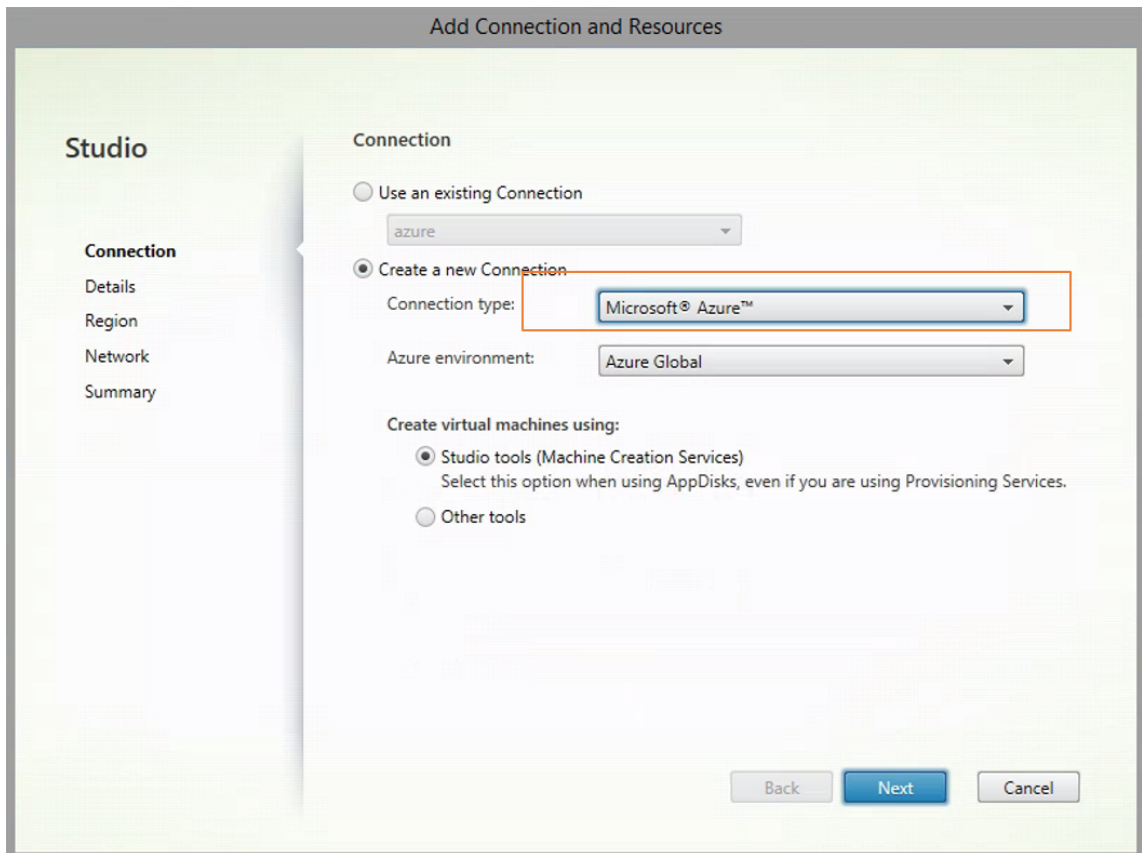 Add Connection and Resources
Studio
Connection
Details
Region
Network
Summary
Connection
Use an existing Connection
azure
Create a new Connection
Connection type:
Microsoft® Azure™
Azure environment:
Azure Global
Create virtual machines using:
Studio tools (Machine Creation Services)
Select this option when using AppDisks, even if you are using Provisioning Services.
Other tools
Back
Next
Cancel